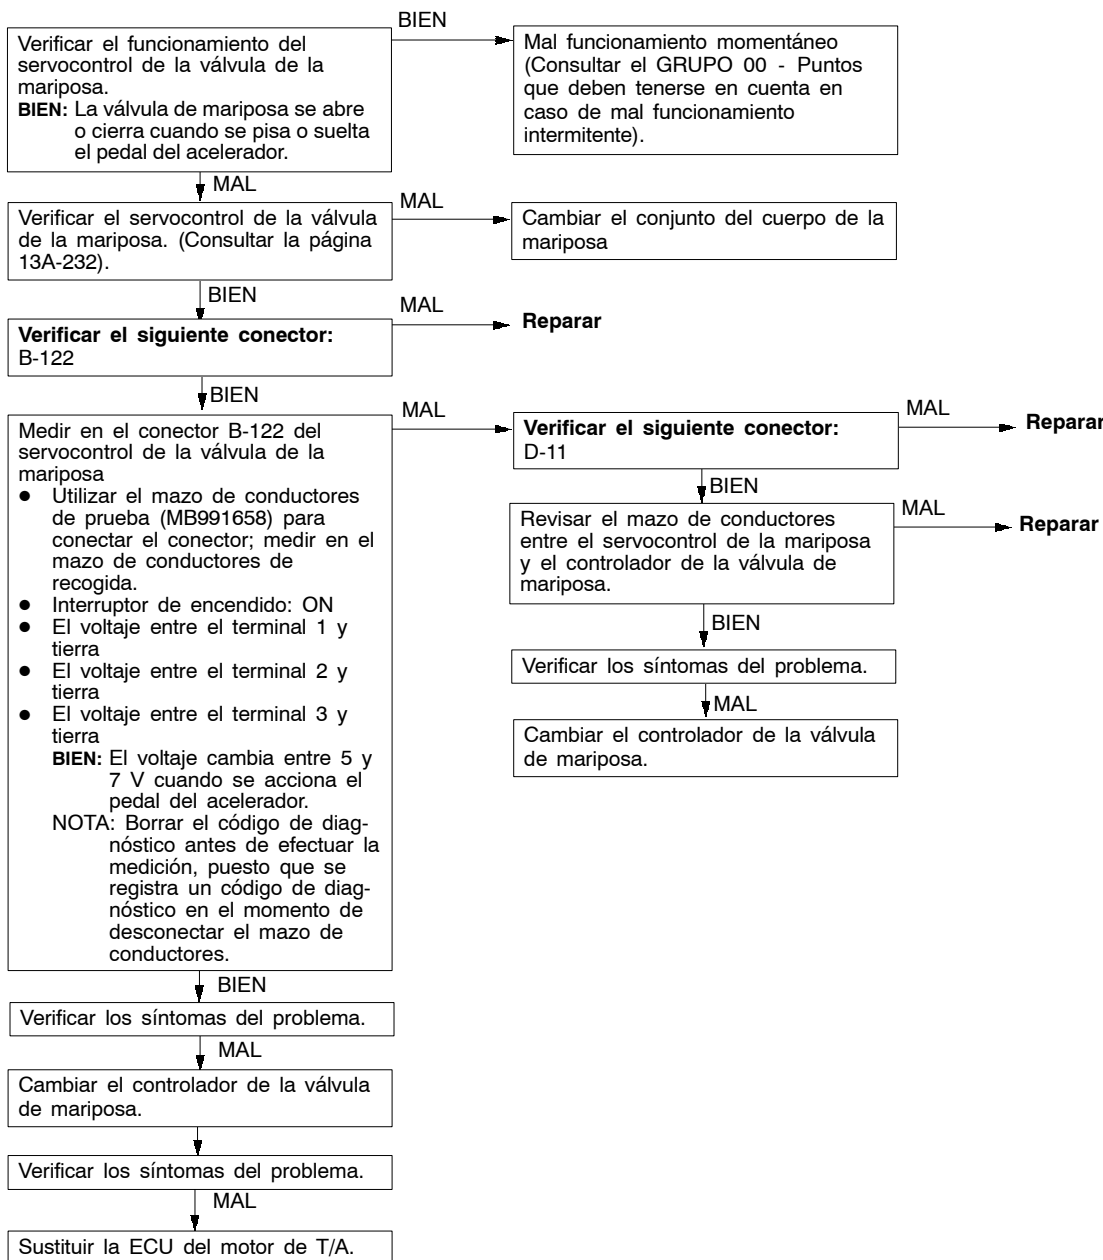 BIEN
Verificar el funcionamiento del
servocontrol de la válvula de la
mariposa.
BIEN: La válvula de mariposa se abre
o cierra cuando se pisa o suelta
el pedal del acelerador.
Mal funcionamiento momentáneo
(Consultar el GRUPO 00 - Puntos
que deben tenerse en cuenta en
caso de mal funcionamiento
intermitente).
MAL
Verificar el servocontrol de la válvula
de la mariposa. (Consultar la página
13A-232).
MAL
Cambiar el conjunto del cuerpo de la
mariposa
BIEN
Verificar el siguiente conector:
B-122
MAL
Reparar
BIEN
Medir en el conector B-122 del
servocontrol de la válvula de la
mariposa
● Utilizar el mazo de conductores
de prueba (MB991658) para
conectar el conector; medir en el
mazo de conductores de
recogida.
● Interruptor de encendido: ON
● El voltaje entre el terminal 1 y
tierra
● El voltaje entre el terminal 2 y
tierra
● El voltaje entre el terminal 3 y
tierra
BIEN: El voltaje cambia entre 5 y
7 V cuando se acciona el
pedal del acelerador.
NOTA: Borrar el código de diag-
nóstico antes de efectuar la
medición, puesto que se
registra un código de diag-
nóstico en el momento de
desconectar el mazo de
conductores.
MAL
Verificar el siguiente conector:
D-11
MAL
Reparar
BIEN
Revisar el mazo de conductores
entre el servocontrol de la mariposa
y el controlador de la válvula de
mariposa.
MAL
Reparar
BIEN
Verificar los síntomas del problema.
MAL
Cambiar el controlador de la válvula
de mariposa.
BIEN
Verificar los síntomas del problema.
MAL
Cambiar el controlador de la válvula
de mariposa.
Verificar los síntomas del problema.
MAL
Sustituir la ECU del motor de T/A.